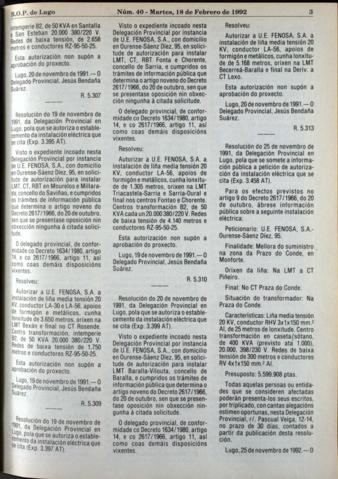 B.O.P. de Lugo
Núm. 40 - Martes, 18 de Febrero de 1992
3
intemperie 82, de 50 KVA en Santalla
e San Esteban 20.000 380/220 V.
Redes de baixa tensión, de 2.658
metros e conductores RZ-95-50-25.
Esta autorización non supón a
aprobación do proxecto.
Lugo, 20 de novembro de 1991.—O
Delegado provincial, Jesús Bendaña
Suárez.
R. 5.307
Resolución do 19 de novembro de
1991, da Delegación Provincial en
Lugo, pola que se autoriza o estable-
cemento da instalación eléctrica que
se cita (Exp. 3.395 AT).
Visto o expediente incoado nesta
Delegación Provincial por instancia
de U.E. FENOSA, S.A., con domicilio
en Ourense-Sáenz Díez, 95, en solici-
tude de autorización para instalar
LMT, CT, RBT en Mourelos e Millara-
da, concello do Saviñao, e cumpridos
os trámites de información pública
que determina o artigo noveno do
Decreto 2617/66, do 20 de outubro,
sen que se presentase oposición nin
obxección ningunha á citada solici-
tude.
O delegado provincial, de confor-
midade co Decreto 1634/1980, artigo
14, e co 2617/1966, artigo 11, así
como coas demais disposicións
vixentes.
Resolveu:
Autorizar a U.E. FENOSA, S.A. a
instalación de liña media tensión 20
KV, conductor LA-30 e LA-56, apoios
de formigón e metálicos, cunha
lonxitude de 3.650 metros, orixen na
LMT Bexán e final no CT Rosende.
Centro transformación, intemperie
82, de 50 KVA 20.000 380/220 V.
Redes de baixa tensión de 1.750
metros e conductores RZ-95-50-25.
Esta autorización non supón a
aprobación do proxecto.
Lugo, 19 de novembro de 1991.—O
Delegado provincial, Jesús Bendaña
Suárez.
R. 5.309
Resolución do 19 de novembro de
1991, da Delegación Provincial en
Lugo, pola que se autoriza o estable-
cemento da instalación eléctrica que
se cita (Exp. 3.397 AT).
Visto o expediente incoado nesta
Delegación Provincial por instancia
de U.E. FENOSA, S.A., con domicilio
en Ourense-Sáenz Díez, 95, en solici-
tude de autorización para instalar
LMT, CT, RBT Fonte e Chorente,
concello de Sarria, e cumpridos os
trámites de información pública que
determina o artigo noveno do Decreto
2617/1966, do 20 de outubro, sen que
se presentase oposición nin obxec-
ción ningunha á citada solicitude.
O delegado provincial, de confor-
midade co Decreto 1634/1980, artigo
14, e co 2617/1966, artigo 11, así
como coas demais disposicións
vixentes.
Resolveu:
Autorizar a U.E. FENOSA, S.A. a
instalación de liña media tensión 20
KV, conductor LA-56, apoios de
formigón e metálicos, cunha lonxitu-
de de 1.305 metros, orixen na LMT
Triacastela-Sarria e Sarria-Oural e
final nos centros Fontao e Chorente.
Centros transformación 82, de 50
KVA cada un 20.000 380/220 V. Redes
de baixa tensión de 4.140 metros e
conductores RZ-95-50-25.
Esta autorización non supón a
aprobación do proxecto.
Lugo, 19 de novembro de 1991.—O
Delegado provincial, Jesús Bendaña
Suárez.
R. 5.310
Resolución do 20 de novembro de
1991, da Delegación Provincial en
Lugo, pola que se autoriza o estable-
cemento da instalación eléctrica que
se cita (Exp. 3.399 AT).
Visto o expediente incoado nesta
Delegación Provincial por instancia
de U.E. FENOSA, S.A., con domicilio
en Ourense-Sáenz Díez, 95, en solici-
tude de autorización para instalar
LMT Baralla-Vilouta, concello de
Baralla, e cumpridos os trámites de
información pública que determina o
artigo noveno do Decreto 2617/1966,
do 20 de outubro, sen que se presen-
tase oposición nin obxección nin-
gunha á citada solicitude.
O delegado provincial, de confor-
midade co Decreto 1634/1980, artigo
14, e co 2617/1966, artigo 11, así
como coas demais disposicións
vixentes.
Resolveu:
Autorizar a U.E. FENOSA, S.A. a
instalación de liña media tensión 20
KV, conductor LA-56, apoios de
formigón e metálicos, cunha lonxitu-
de de 5.168 metros, orixen na LMT
Becerreá-Baralla e final na Deriv. a
CT Lexo.
Esta autorización non supón a
aprobación do proxecto.
Lugo, 20 de novembro de 1991.—O
Delegado provincial, Jesús Bendaña
Suárez.
R. 5.313
Resolución do 25 de novembro de
1991, da Delegación Provincial en
Lugo, pola que se somete a informa-
ción pública a petición de autoriza-
ción da instalación eléctrica que se
cita (Exp. 3.458 AT).
Para os efectos previstos no
artigo 9 do Decreto 2617/1966, do 20
de outubro, ábrese información
pública sobre a seguinte instalación
eléctrica:
Peticionario: U.E. FENOSA, S.A.-
Ourense-Sáenz Díez, 95.
Finalidade: Mellora do suministro
na zona da Prazo do Conde, en
Monforte.
Orixen da liña: Na LMT a CT
Piñeiro.
Final: No CT Praza do Conde.
Situación do transformador: Na
Praza do Conde.
Características: Liña media tensión
20 KV, conductor RHV 3x1x150 mm.²
Al, de 25 metros de lonxitude. Centro
transformación en caseta/sótano,
de 400 KVA (previsto ata 1.000),
20.000, 398/230 V. Redes de baixa
tensión de 300 metros e conductores
RV 4x1x150 mm.² Al.
Presuposto: 5.596.908 ptas.
Todas aquelas persoas ou entida-
des que se consideren afectadas
poderán presenta-los seus escritos,
por triplicado, con cantas alegacións
estimen oportunas, nesta Delegación
Provincial, r/. Pascual Veiga, 12-14,
no prazo de 30 días, contados a
partir da publicación desta resolu-
ción.
Lugo, 25 de novembro de 1992.—O